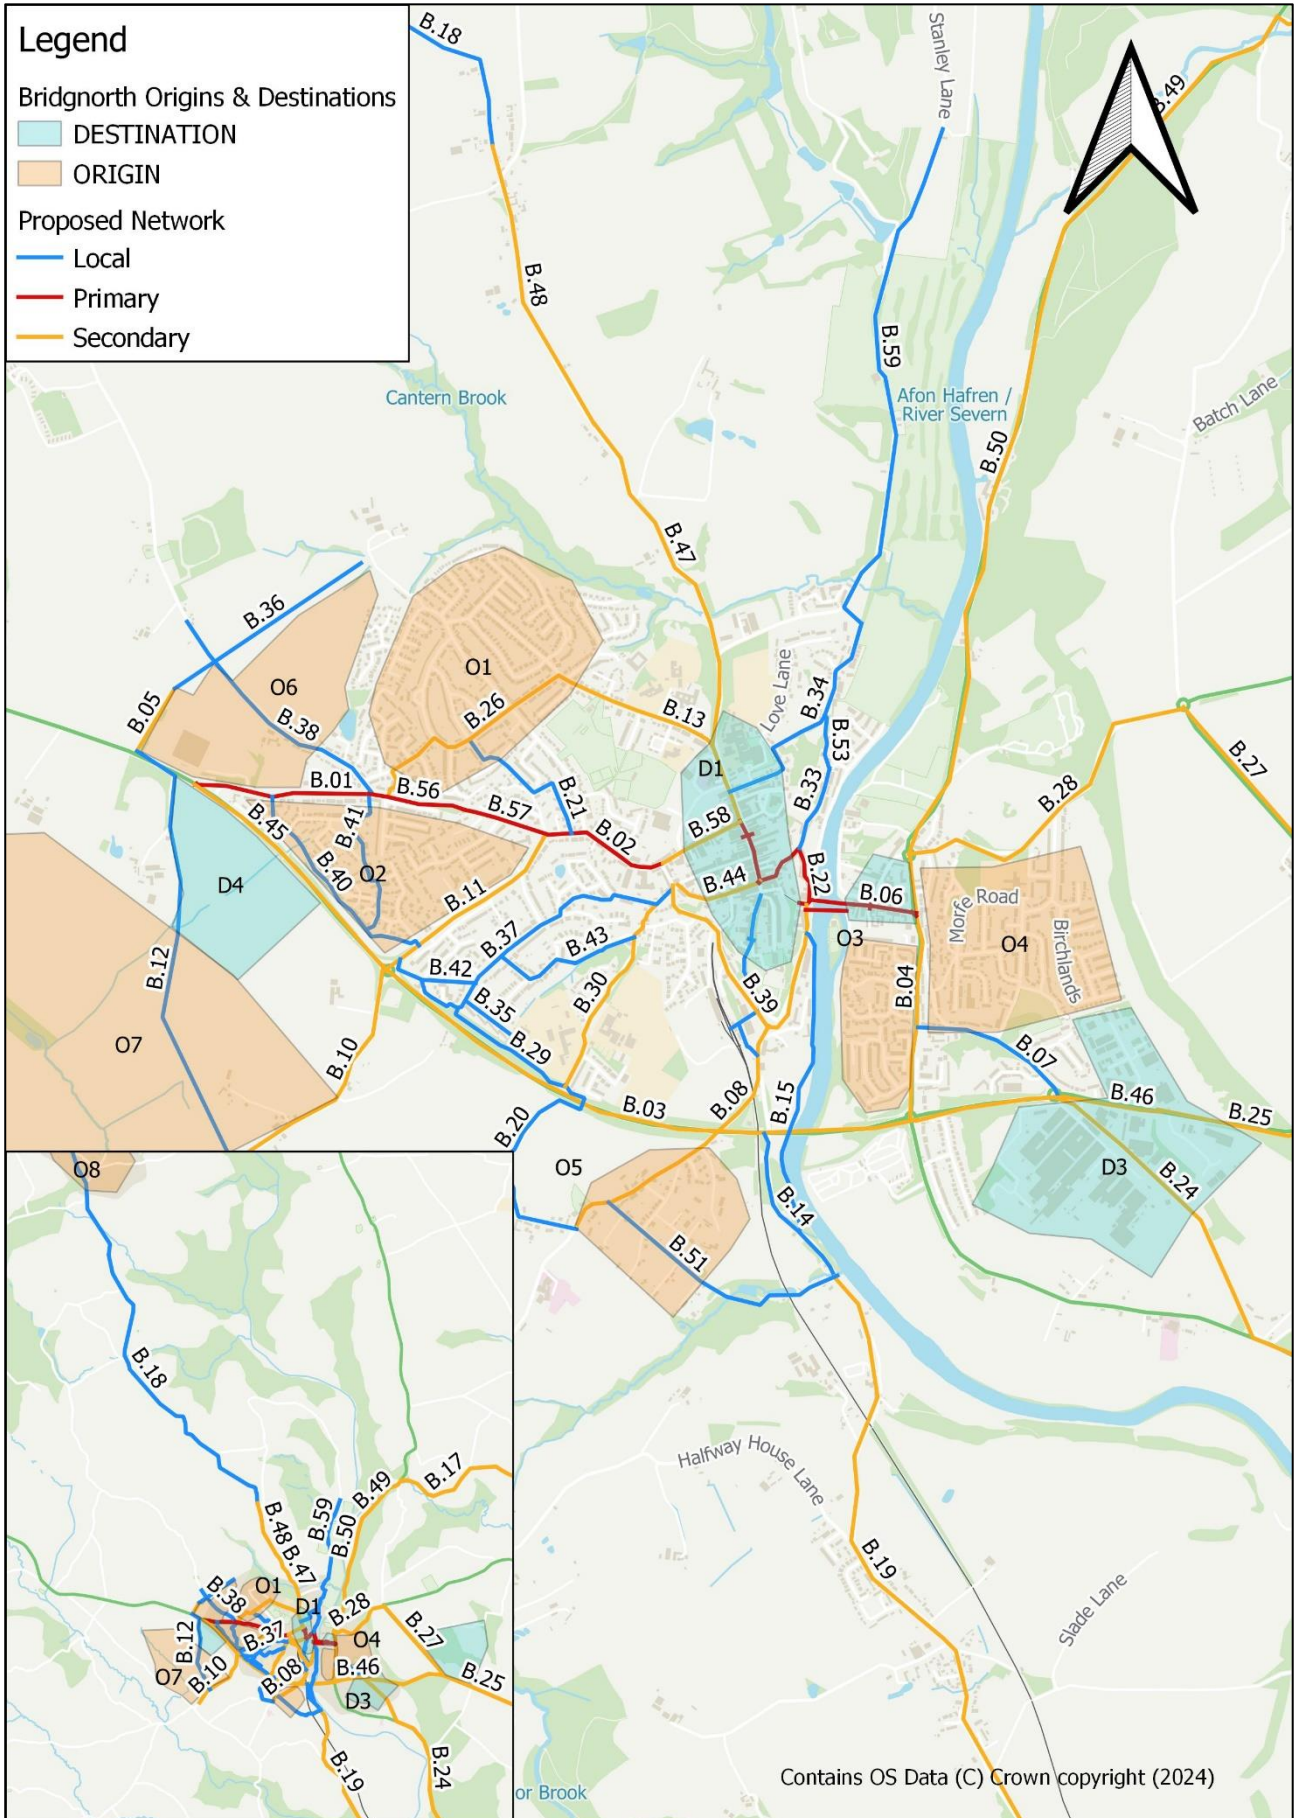 Legend
Bridgnorth Origins & Destinations
DESTINATION
ORIGIN
Proposed Network
Local
Primary
Secondary
B.18
Stanley Lane
B.49
B.48
B.59
Cantern Brook
Afon Hafren /
River Severn
Batch Lane
B.50
B.47
B.36
O1
O6
Love Lane
B.34
B.05
B.26
B.13
B.38
B.53
D1
B.27
B.01
B.56
B.33
B.28
B.57
B.21
B.58
B.02
B.45
B.41
B.40
O2
B.44
B.22
B.06
D4
B.11
Morfe Road
O3
O4
Birchlands
B.37
B.43
B.12
B.42
B.39
B.04
B.30
B.35
O7
B.29
B.10
B.07
B.08
B.15
B.46
B.03
B.25
B.20
O5
D3
B.24
B.14
B.51
O8
B.18
Halfway House Lane
B.17
B.49
B.59
B.48
B.50
B.47
B.19
O1
B.38
D1
B.28
Slade Lane
B.12
B.37
O4
B.27
O7
B.10
B.08
B.46
B.25
D3
B.19
B.24
or Brook
Contains OS Data (C) Crown copyright (2024)